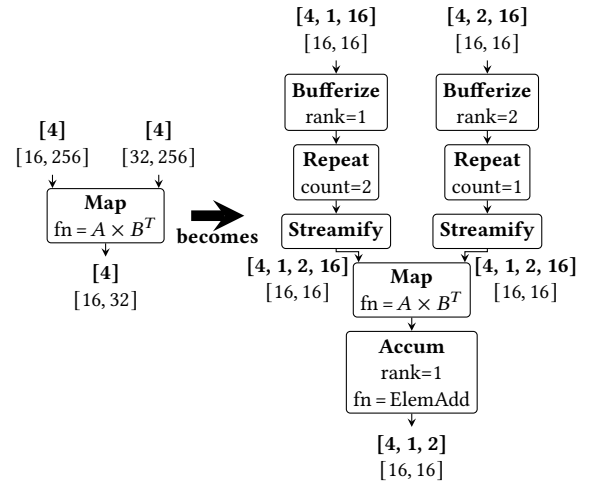 [4]
[16, 256]
[4]
[32, 256]
Map
fn = A × Bᵀ
[4]
[16, 32]
becomes
[4, 1, 16]
[16, 16]
[4, 2, 16]
[16, 16]
Bufferize
rank=1
Bufferize
rank=2
Repeat
count=2
Repeat
count=1
Streamify
Streamify
[4, 1, 2, 16]
[16, 16]
[4, 1, 2, 16]
[16, 16]
Map
fn = A × Bᵀ
Accum
rank=1
fn = ElemAdd
[4, 1, 2]
[16, 16]